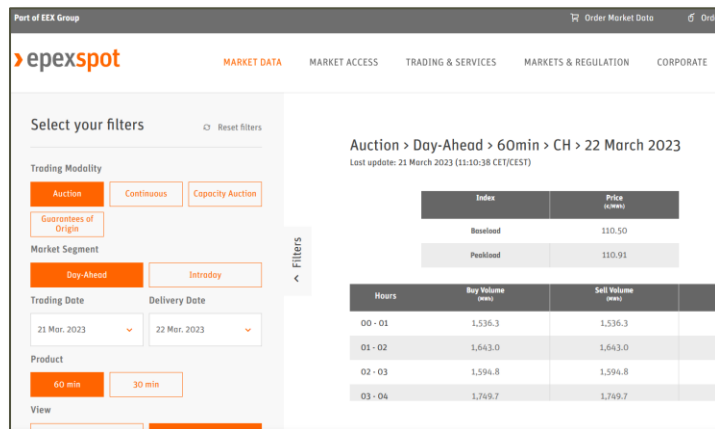 Part of EEX Group
Order Market Data
Ord
epexspot
MARKET DATA
MARKET ACCESS
TRADING & SERVICES
MARKETS & REGULATION
CORPORATE
Select your filters
Reset filters
Trading Modality
Auction
Continuous
Capacity Auction
Guarantees of
Origin
Market Segment
Day-Ahead
Intraday
Trading Date
Delivery Date
21 Mar. 2023
22 Mar. 2023
Product
60 min
30 min
View
Filters
Auction > Day-Ahead > 60min > CH > 22 March 2023
Last update: 21 March 2023 (11:10:38 CET/CEST)
Index Price
(€/MWh)
Baseload 110.50
Peakload 110.91
Hours Buy Volume Sell Volume
(MWh) (MWh)
00 - 01 1,536.3 1,536.3
01 - 02 1,643.0 1,643.0
02 - 03 1,594.8 1,594.8
03 - 04 1,749.7 1,749.7